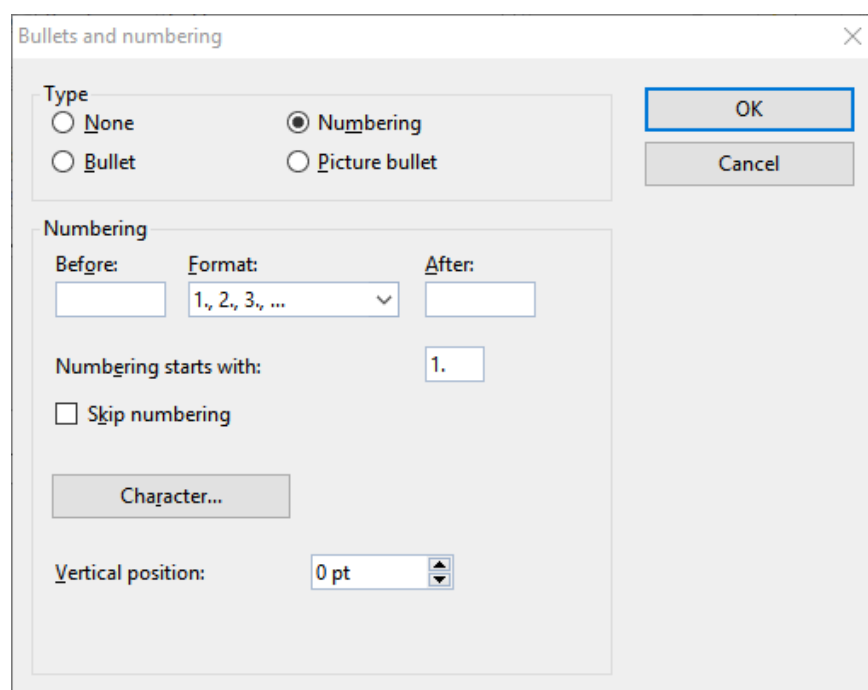 Bullets and numbering
Type
None
Numbering
Bullet
Picture bullet
OK
Cancel
Numbering
Before:
Format:
After:
1., 2., 3., ...
Numbering starts with:
1.
Skip numbering
Character...
Vertical position:
0 pt